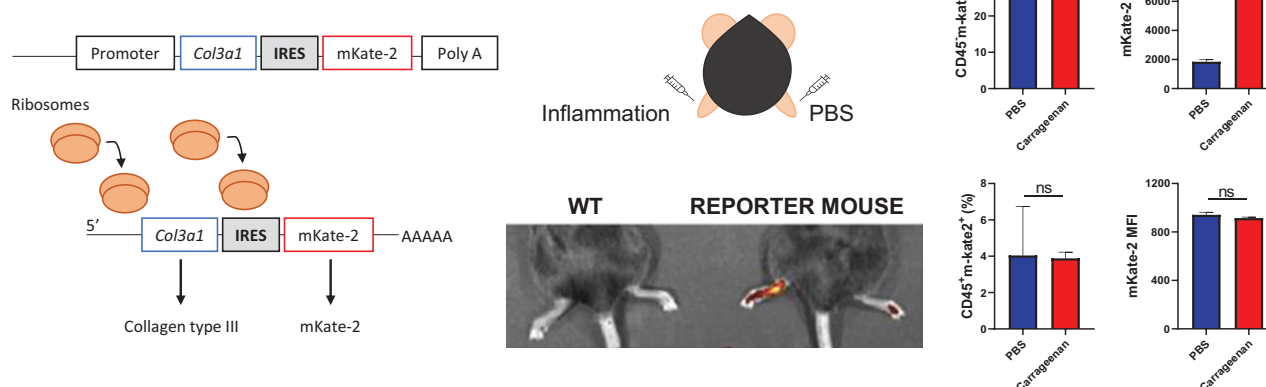 Promoter
Col3a1
IRES
mKate-2
Poly A
Ribosomes
5’
Col3a1
IRES
mKate-2
AAAAA
Collagen type III
mKate-2
Inflammation
PBS
WT
REPORTER MOUSE
20
10
0
PBS
Carrageenan
mKate-2
6000
4000
2000
0
PBS
Carrageenan
CD45+m-kate2+ (%)
8
6
4
2
0
ns
PBS
Carrageenan
mKate-2 MFI
1200
800
400
0
ns
PBS
Carrageenan